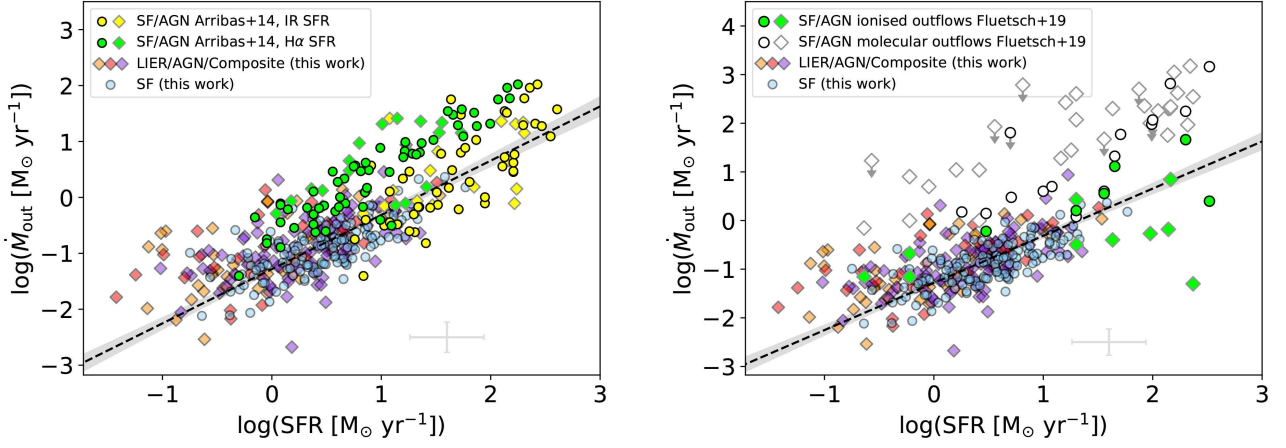 SF/AGN Arribas+14, IR SFR
SF/AGN Arribas+14, Hα SFR
LIER/AGN/Composite (this work)
SF (this work)
3
2
1
0
−1
−2
−3
log(Ṁout [M⊙ yr−1])
−1
0
1
2
3
log(SFR [M⊙ yr−1])
SF/AGN ionised outflows Fluetsch+19
SF/AGN molecular outflows Fluetsch+19
LIER/AGN/Composite (this work)
SF (this work)
4
3
2
1
0
−1
−2
−3
log(Ṁout [M⊙ yr−1])
−1
0
1
2
3
log(SFR [M⊙ yr−1])